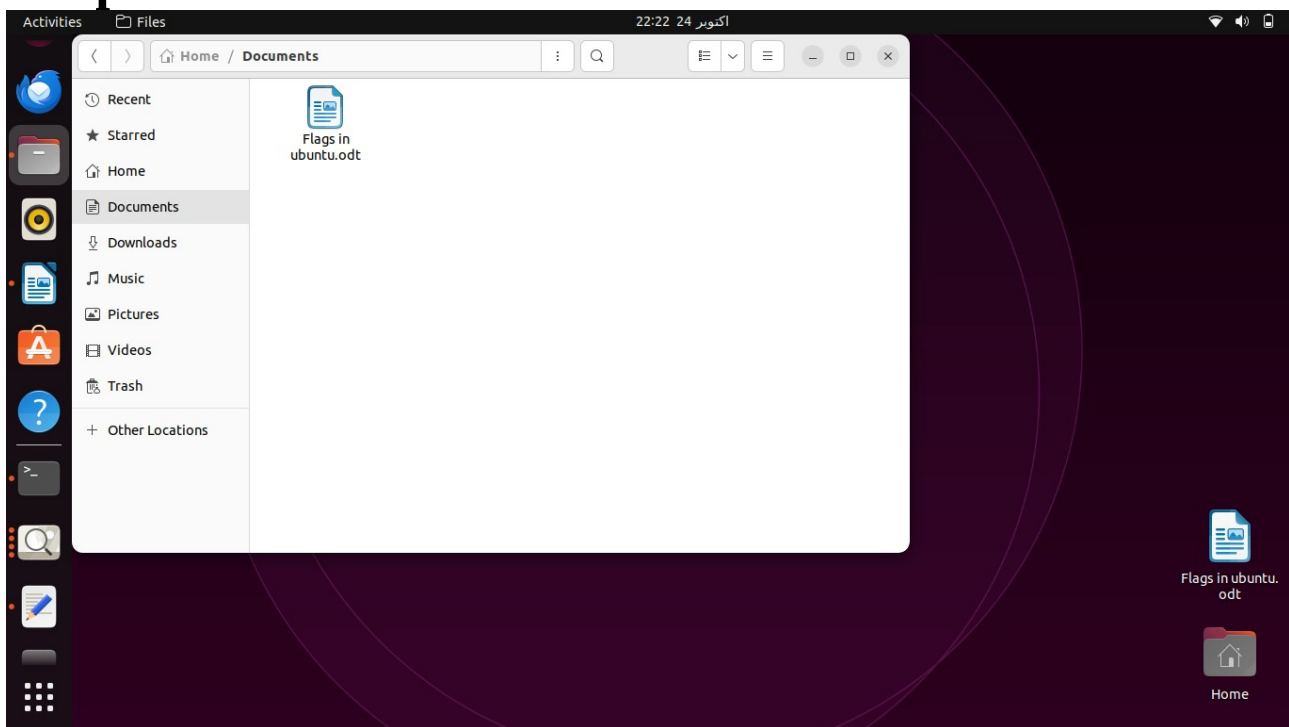 Activities
Files
اکتوبر 24 22:22
Home / Documents
Recent
Starred
Home
Documents
Downloads
Music
Pictures
Videos
Trash
+ Other Locations
Flags in
ubuntu.odt
Flags in ubuntu.
odt
Home